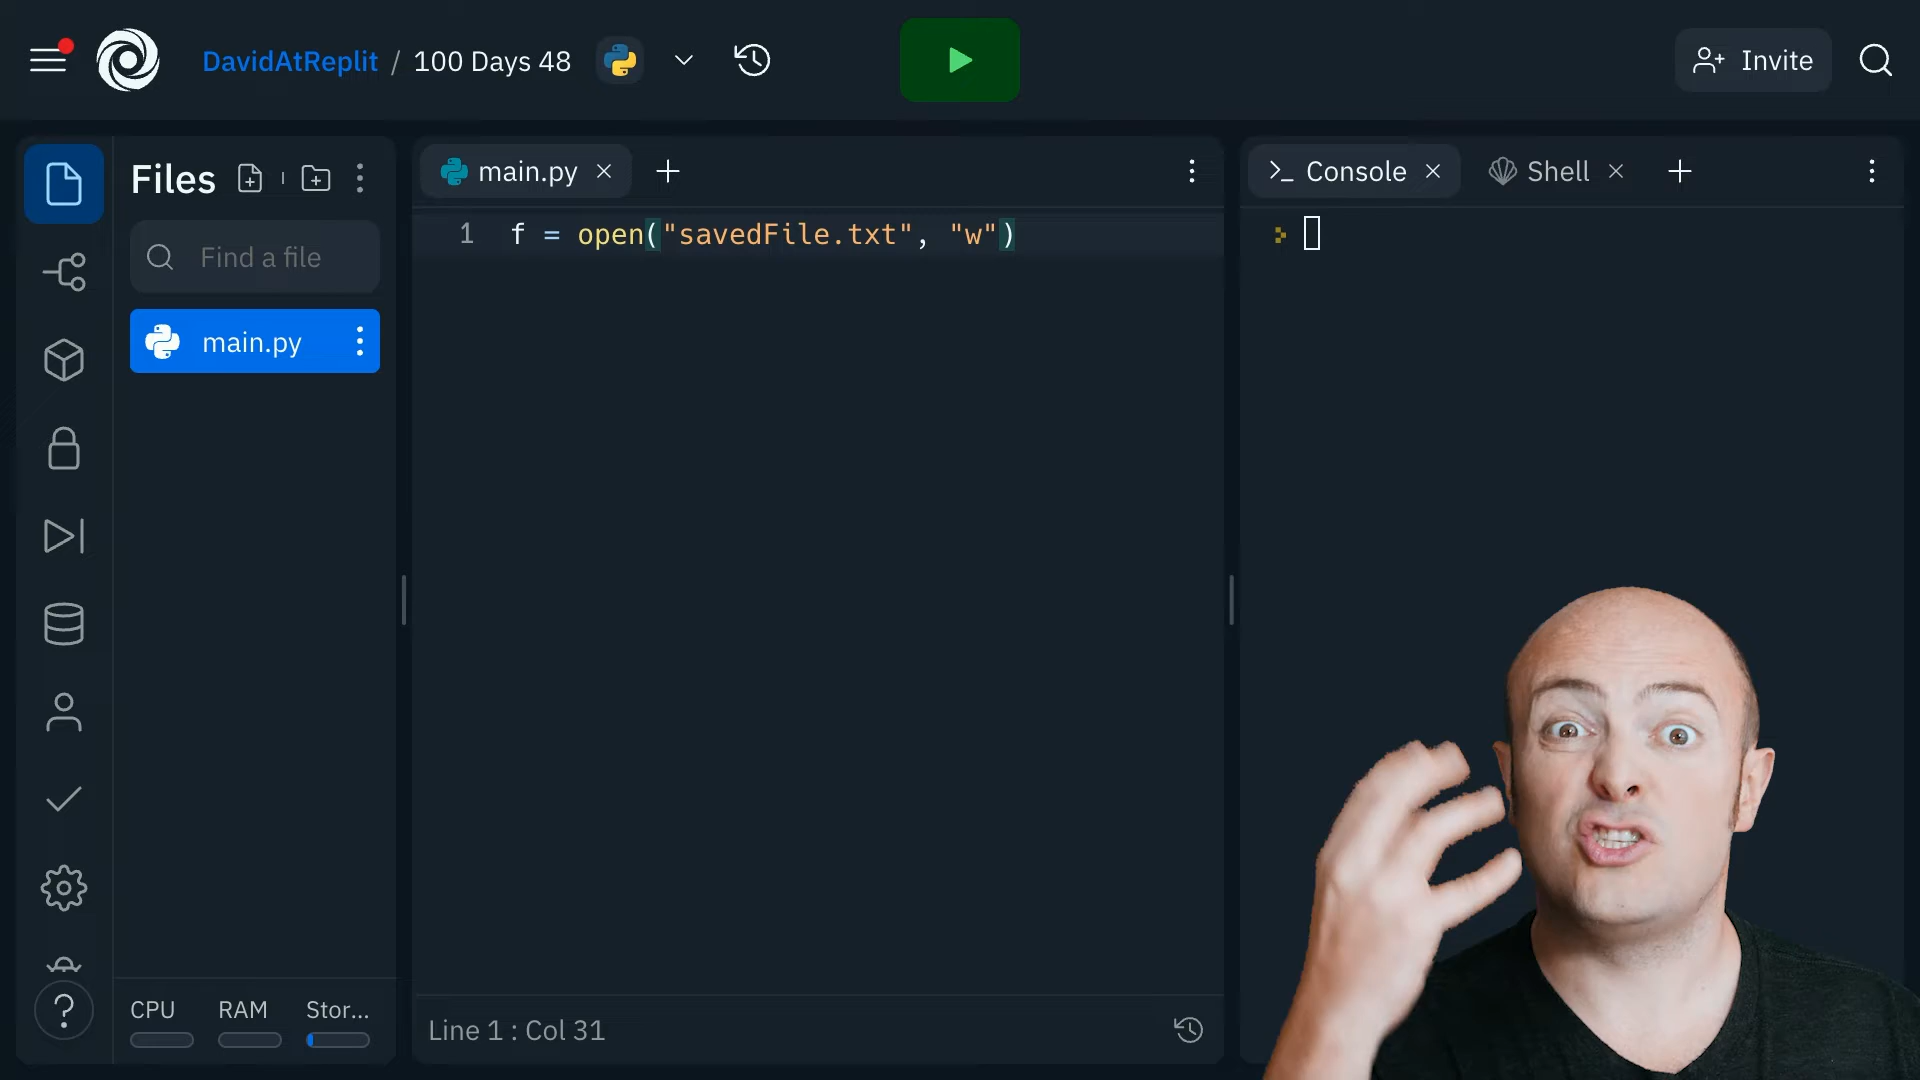 DavidAtReplit / 100 Days 48
Invite
Files
Find a file
main.py
CPU RAM Stor...
main.py
1 f = open("savedFile.txt", "w")
Line 1 : Col 31
Console
Shell